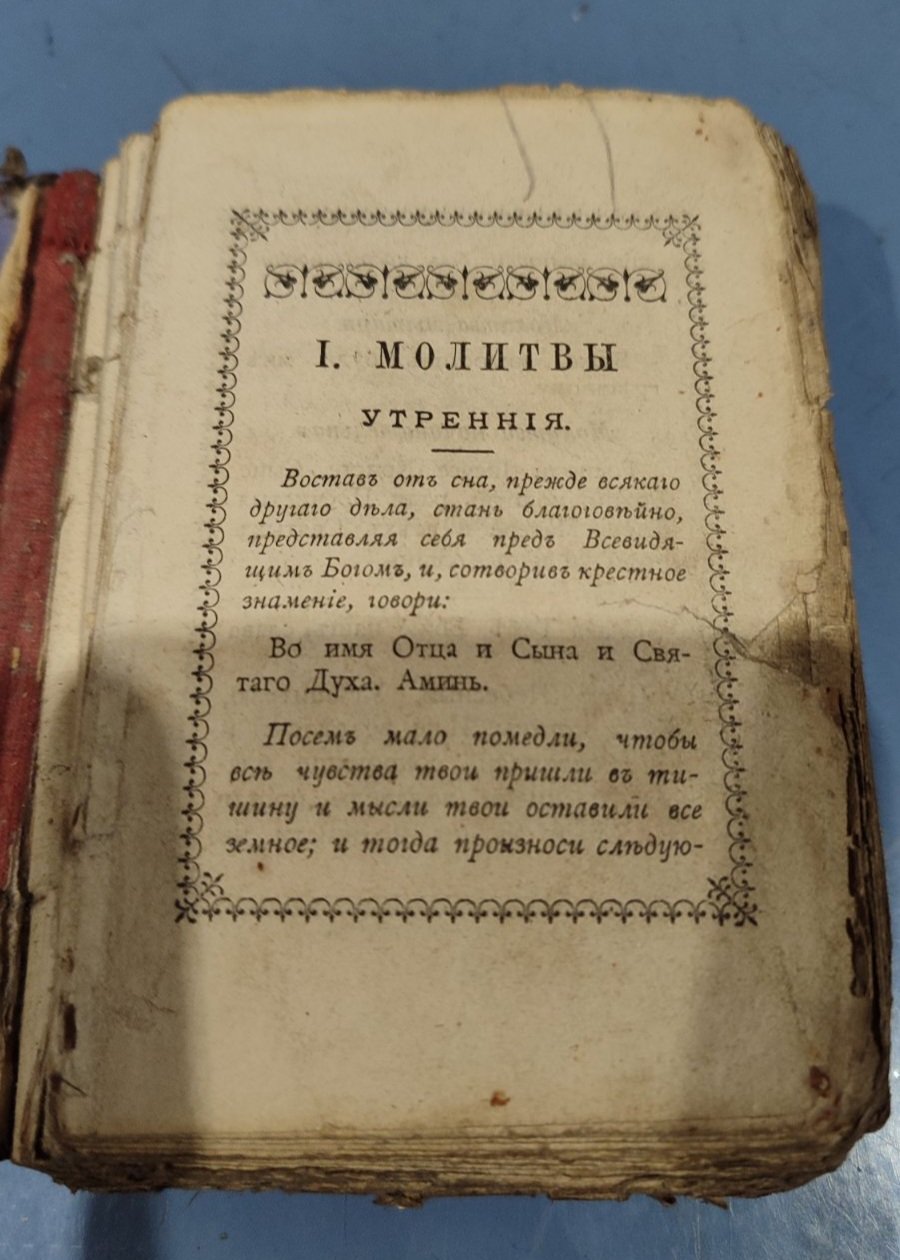 I. МОЛИТВЫ
УТРЕННІЯ.
Воставъ отъ сна, прежде всякаго
другаго дѣла, стань благоговѣйно,
представляя себя предъ Всевидя-
щимъ Богомъ, и, сотворивъ крестное
знаменіе, говори:
Во имя Отца и Сына и Свя-
таго Духа. Аминь.
Посемъ мало помедли, чтобы
всѣ чувства твои пришли въ ти-
шину и мысли твои оставили все
земное; и тогда произноси слѣдую-